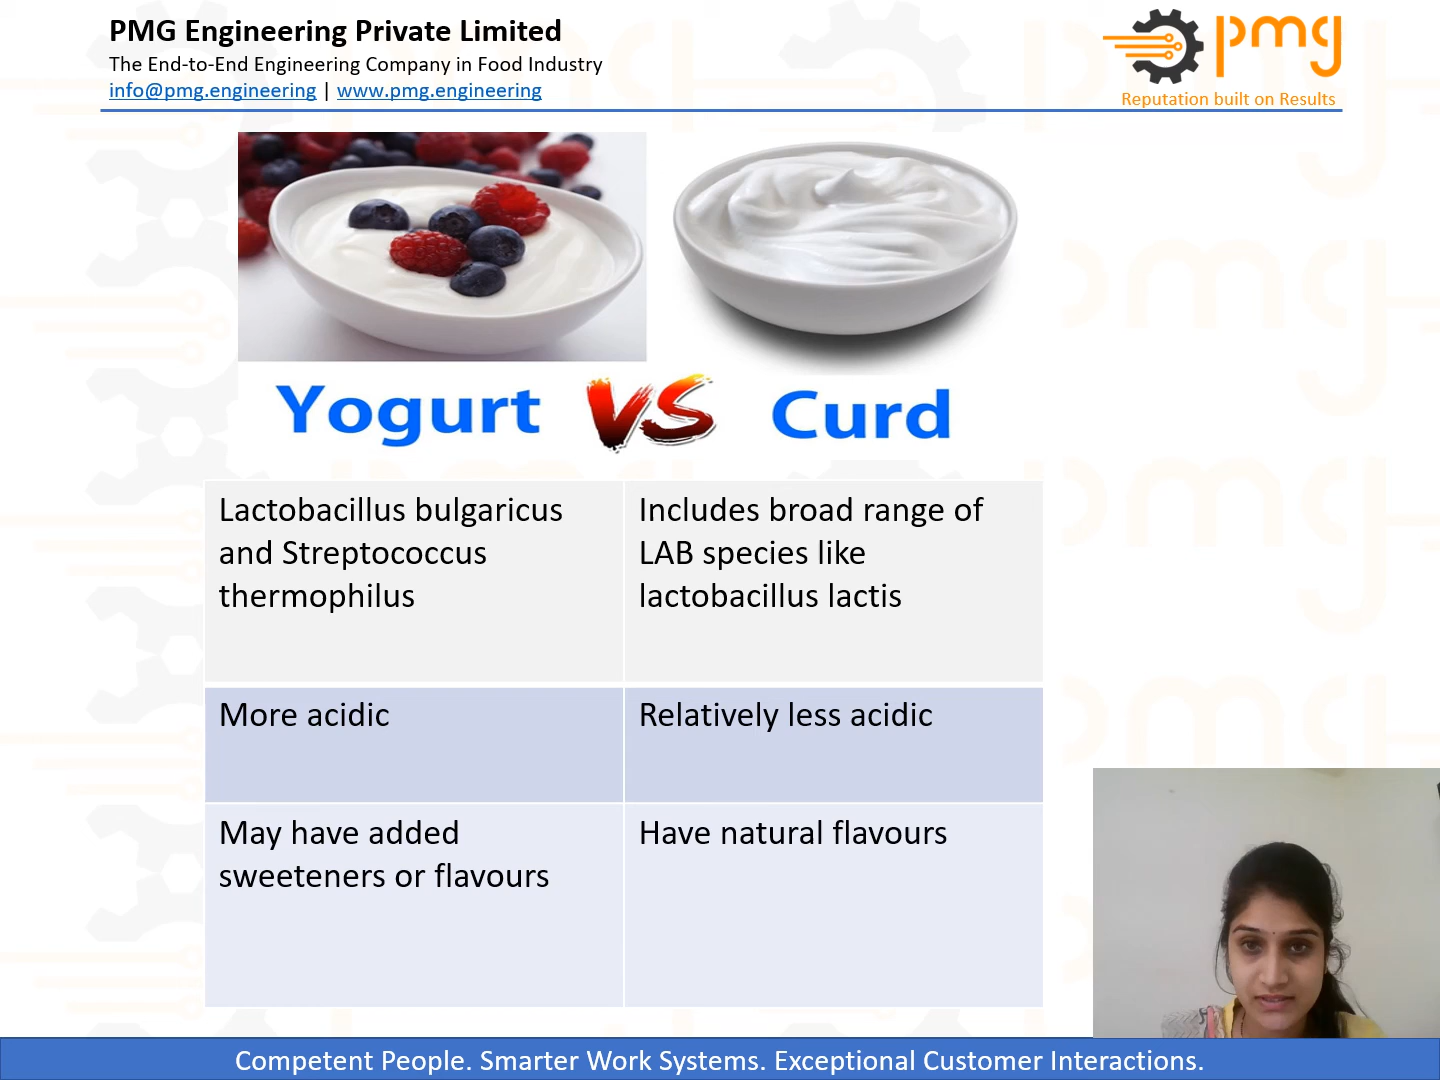 PMG Engineering Private Limited
The End-to-End Engineering Company in Food Industry
info@pmg.engineering | www.pmg.engineering
pmg
Reputation built on Results
Yogurt VS Curd
Lactobacillus bulgaricus
and Streptococcus
thermophilus
Includes broad range of
LAB species like
lactobacillus lactis
More acidic
Relatively less acidic
May have added
sweeteners or flavours
Have natural flavours
Competent People. Smarter Work Systems. Exceptional Customer Interactions.